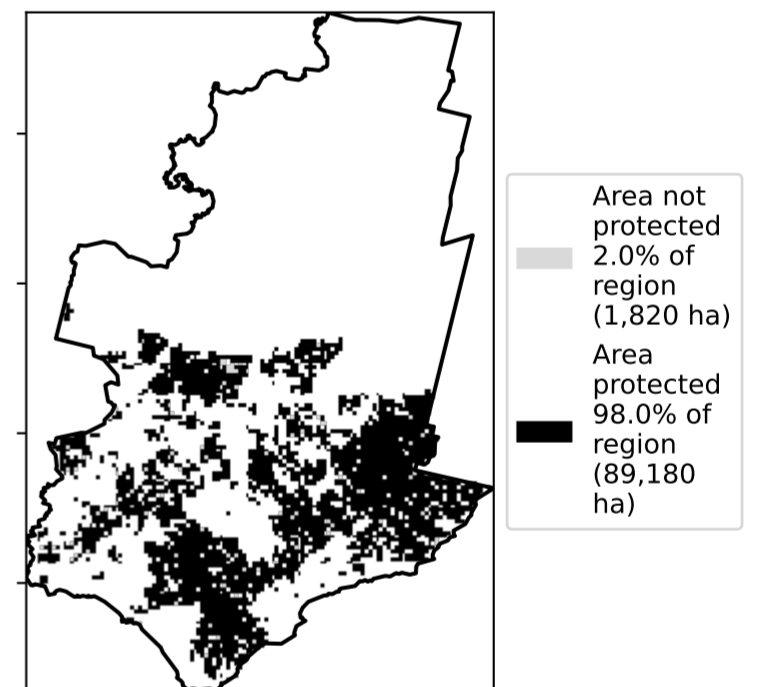 Area not
protected
2.0% of
region
(1,820 ha)
Area
protected
98.0% of
region
(89,180
ha)